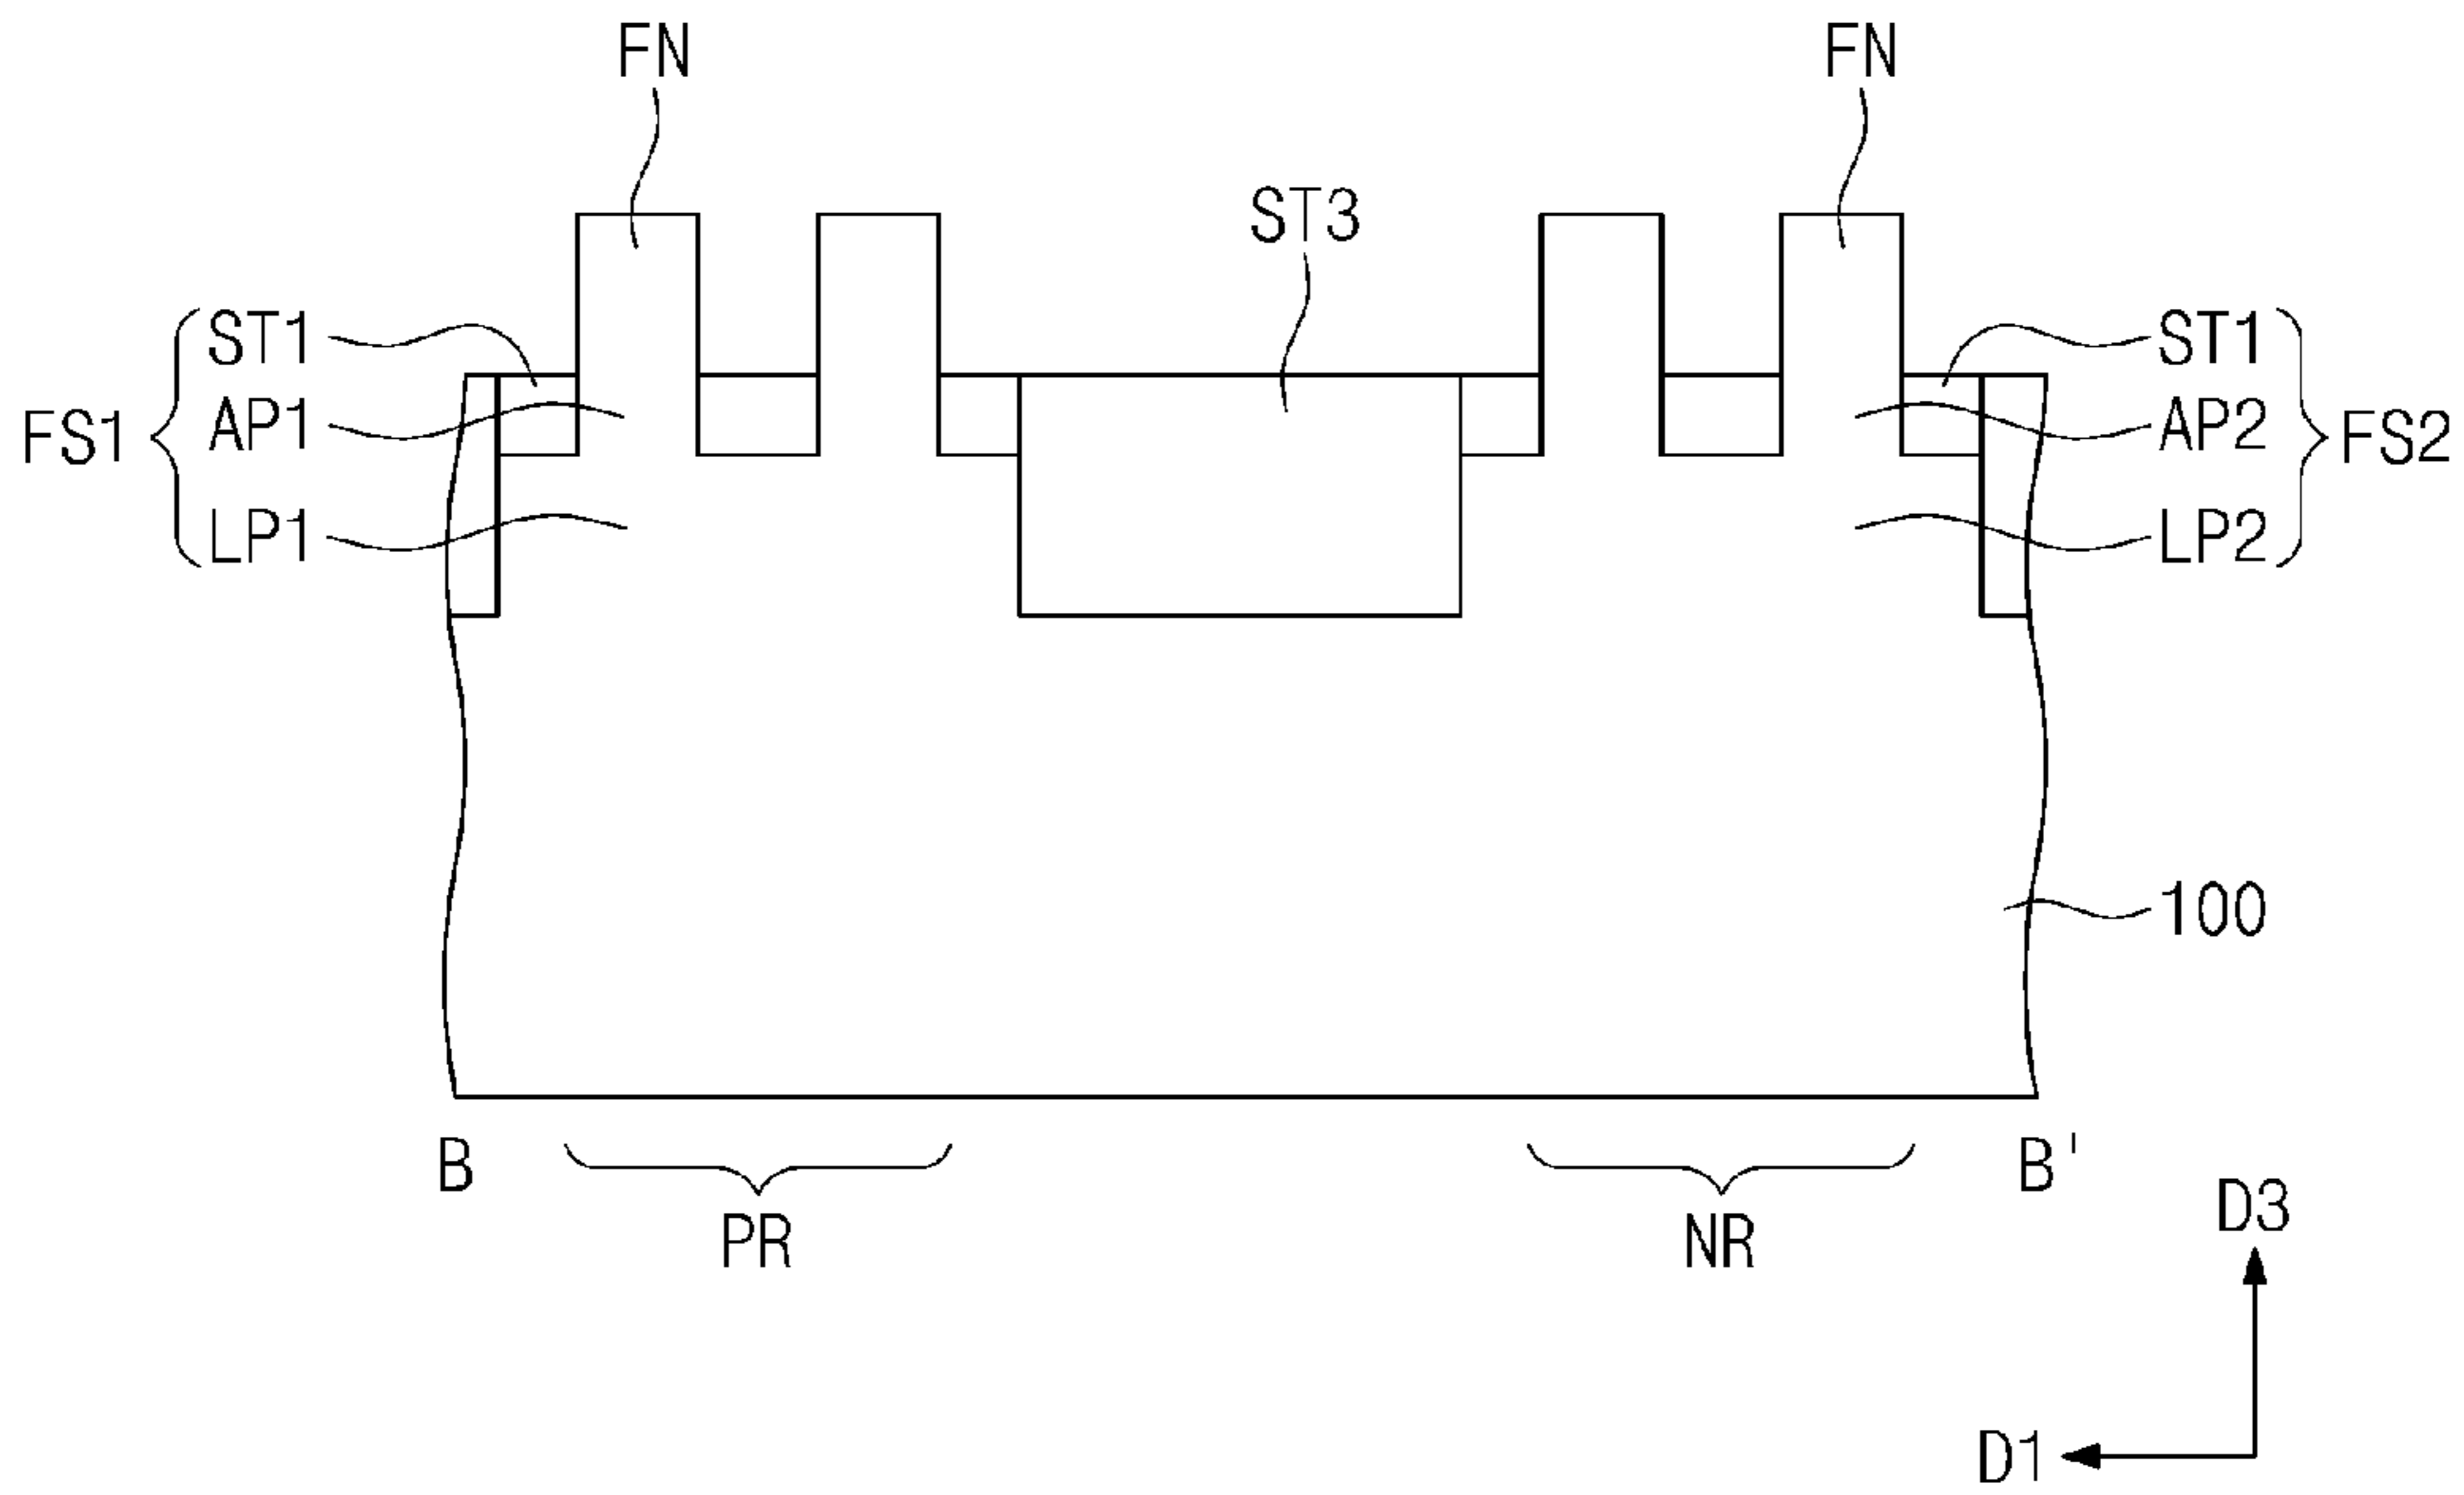 FN FN
ST3
ST1 ST1
FS1 AP1 AP2 FS2
LP1 LP2
100
B B'
PR NR
D3
D1